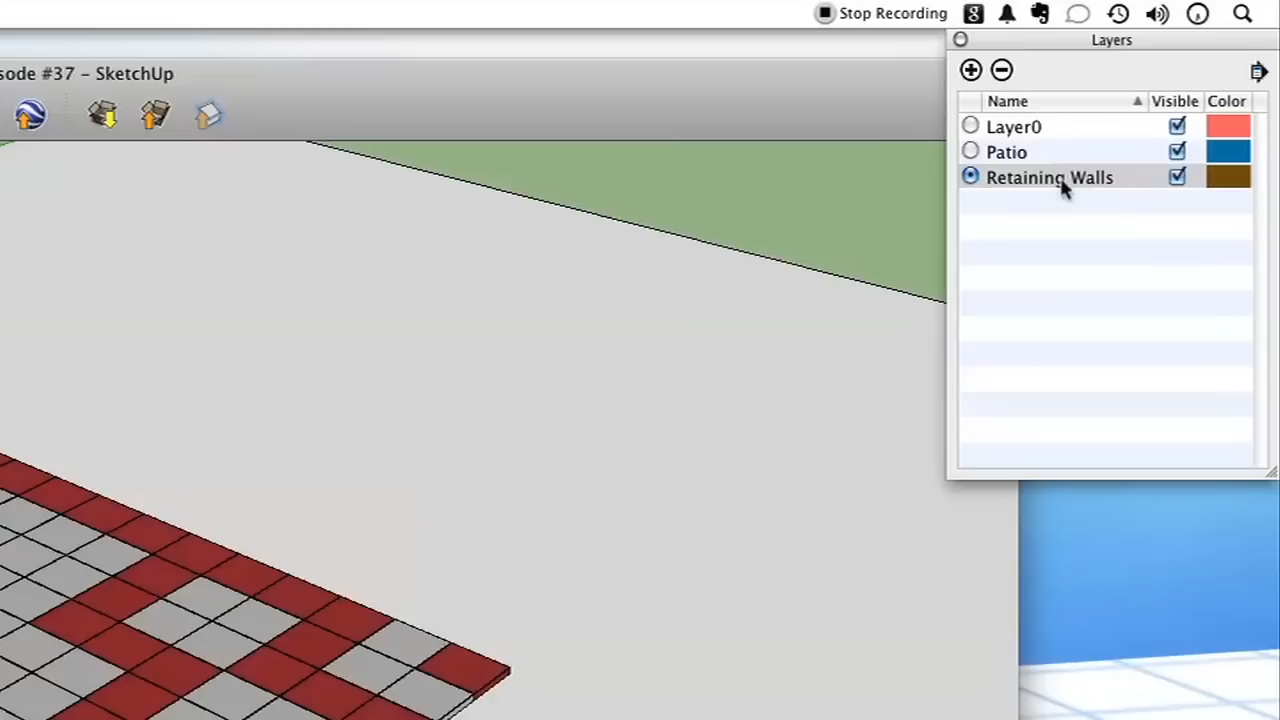 Stop Recording
Layers
sode #37 – SketchUp
Name Visible Color
Layer0
Patio
Retaining Walls